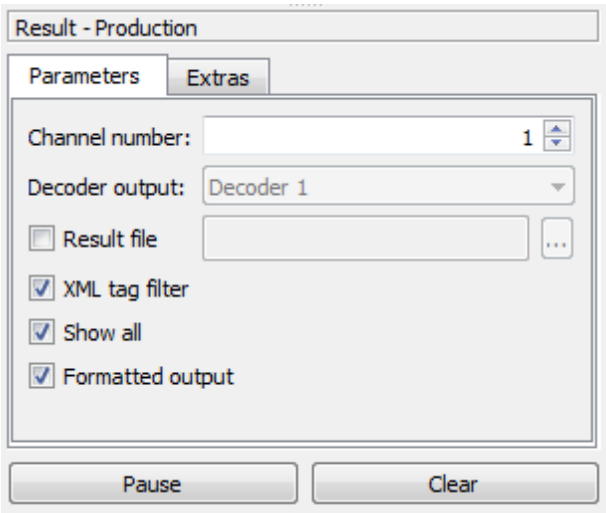 Result - Production
Parameters Extras
Channel number: 1
Decoder output: Decoder 1
Result file ...
XML tag filter
Show all
Formatted output
Pause Clear